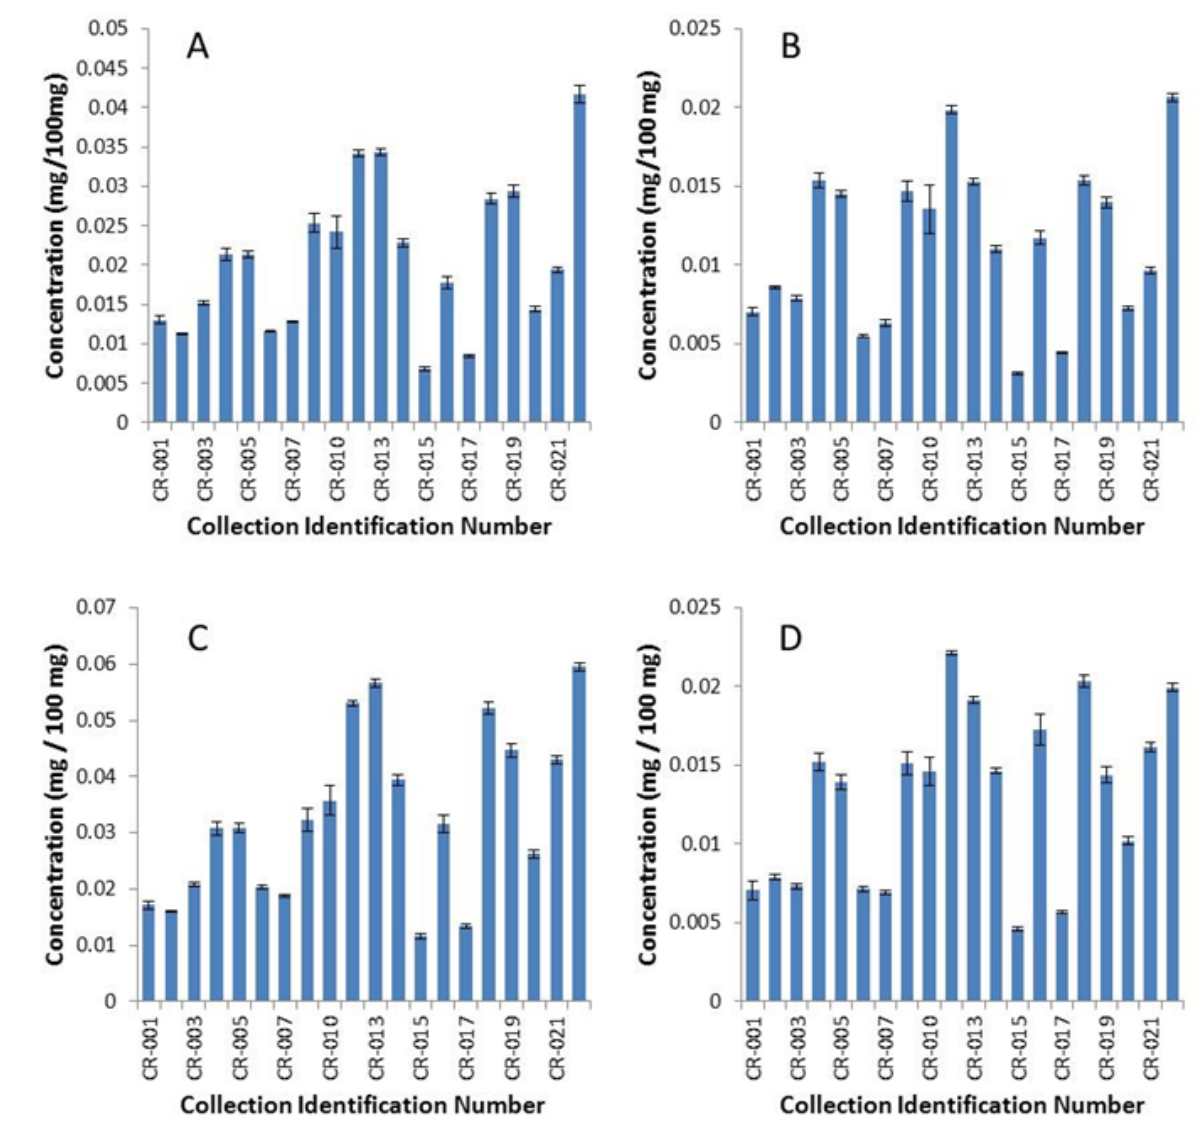 A
Concentration (mg/100mg)
0.05
0.045
0.04
0.035
0.03
0.025
0.02
0.015
0.01
0.005
0
CR-001
CR-003
CR-005
CR-007
CR-010
CR-013
CR-015
CR-017
CR-019
CR-021
Collection Identification Number
B
Concentration (mg/100 mg)
0.025
0.02
0.015
0.01
0.005
0
CR-001
CR-003
CR-005
CR-007
CR-010
CR-013
CR-015
CR-017
CR-019
CR-021
Collection Identification Number
C
Concentration (mg / 100 mg)
0.07
0.06
0.05
0.04
0.03
0.02
0.01
0
CR-001
CR-003
CR-005
CR-007
CR-010
CR-013
CR-015
CR-017
CR-019
CR-021
Collection Identification Number
D
Concentration (mg / 100 mg)
0.025
0.02
0.015
0.01
0.005
0
CR-001
CR-003
CR-005
CR-007
CR-010
CR-013
CR-015
CR-017
CR-019
CR-021
Collection Identification Number